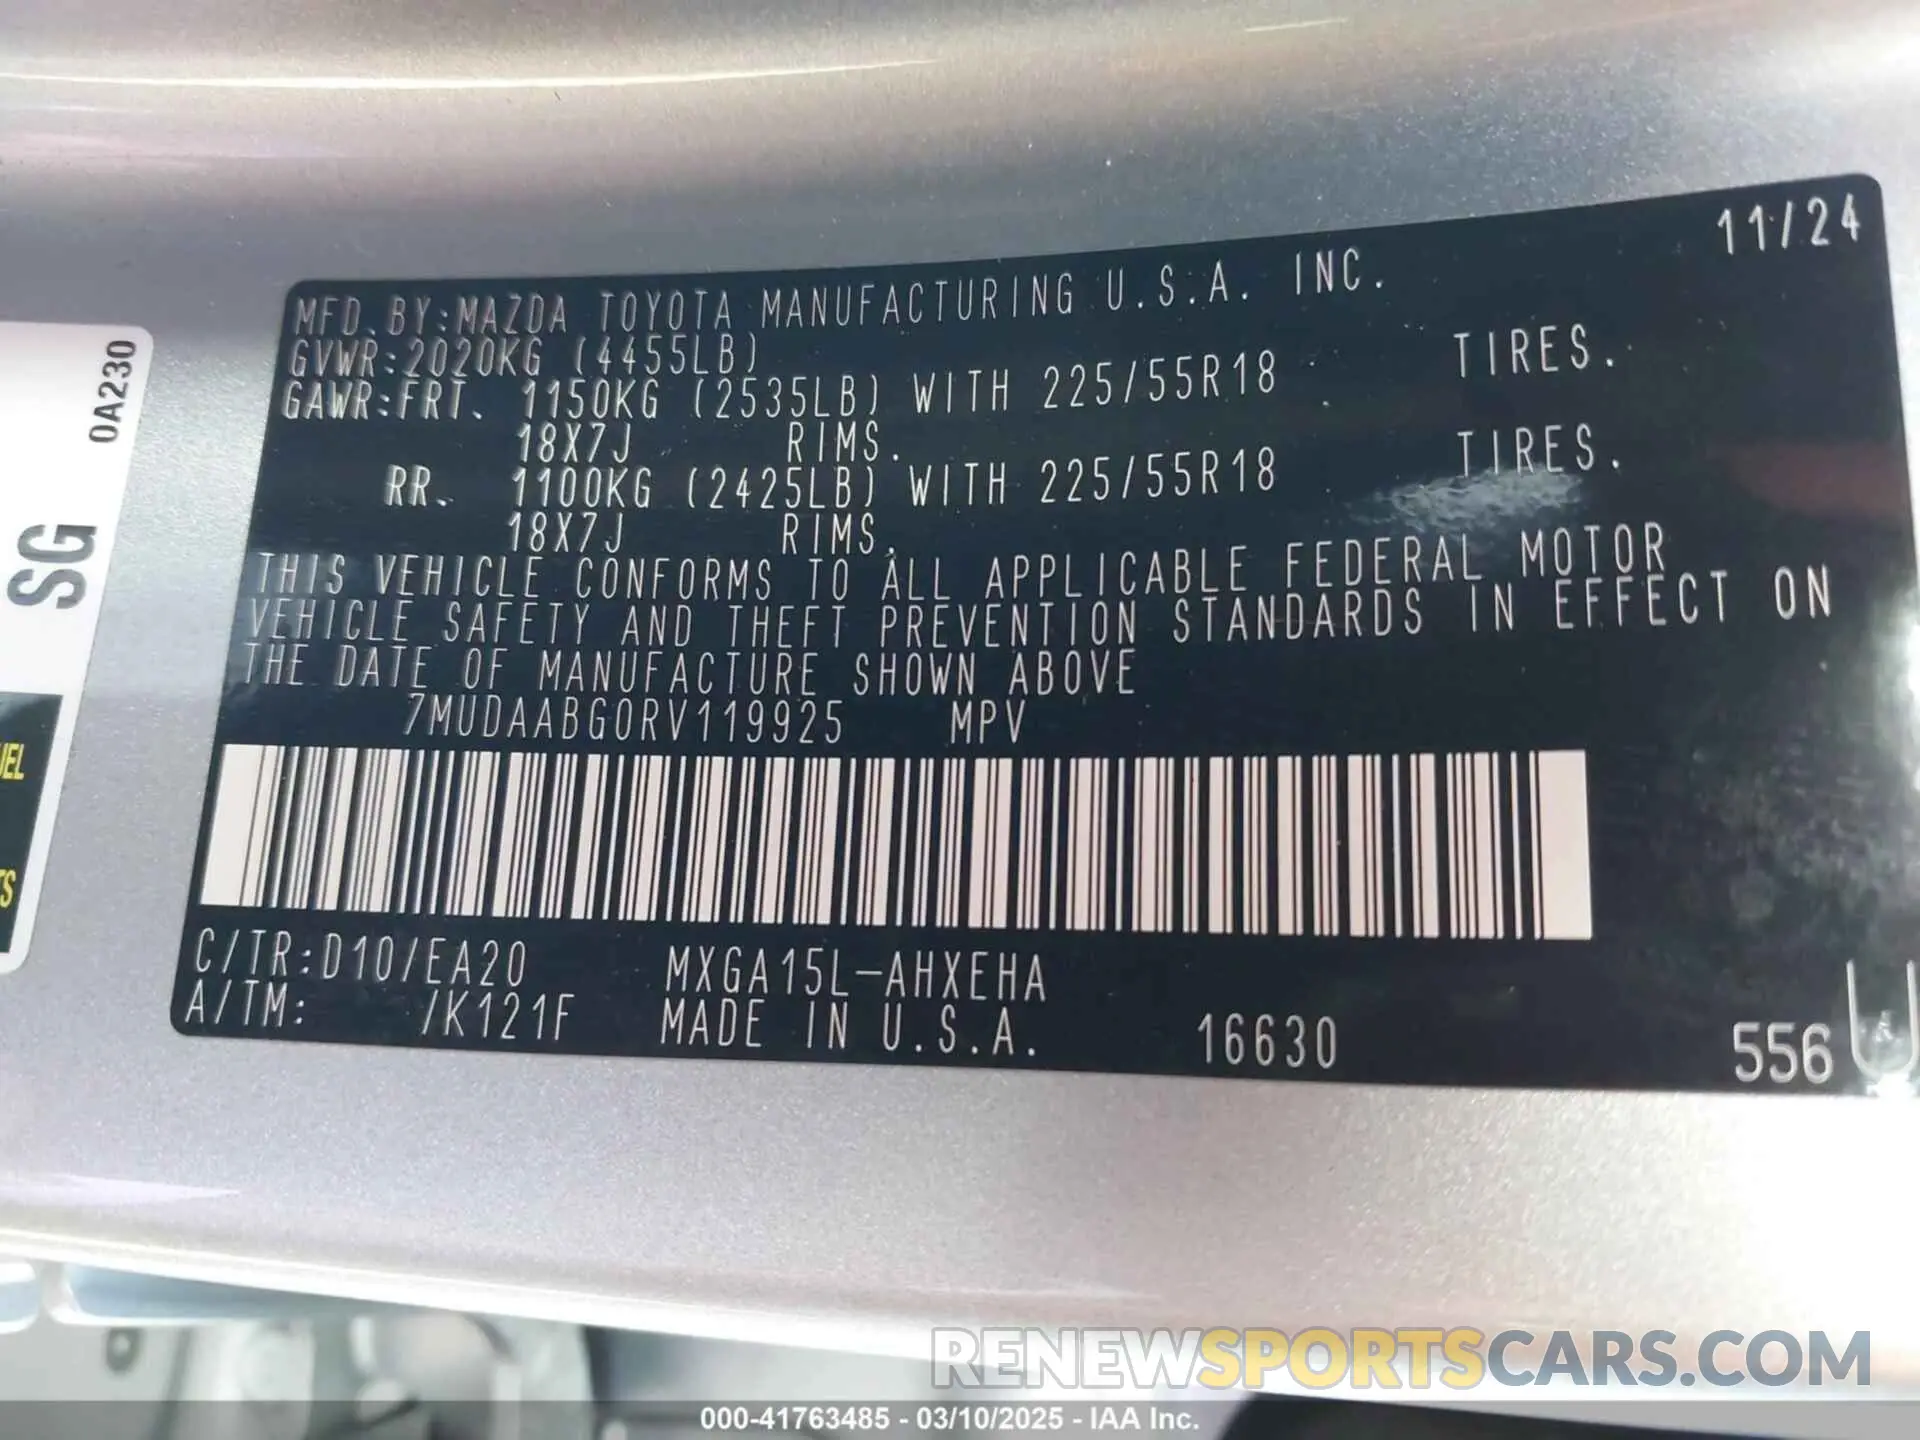 11/24
MFD. BY:MAZDA TOYOTA MANUFACTURING U.S.A. INC.
GVWR:2020KG (4455LB)
GAWR:FRT. 1150KG (2535LB) WITH 225/55R18 TIRES.
18X7J RIMS.
RR. 1100KG (2425LB) WITH 225/55R18 TIRES.
18X7J RIMS.
THIS VEHICLE CONFORMS TO ALL APPLICABLE FEDERAL MOTOR
VEHICLE SAFETY AND THEFT PREVENTION STANDARDS IN EFFECT ON
THE DATE OF MANUFACTURE SHOWN ABOVE
7MUDAABG0RV119925 MPV
C/TR:D10/EA20 MXGA15L-AHXEHA
A/TM: /K121F MADE IN U.S.A. 16630 556
0A230
SG
RENEWSPORTSCARS.COM
000-41763485 - 03/10/2025 - IAA Inc.